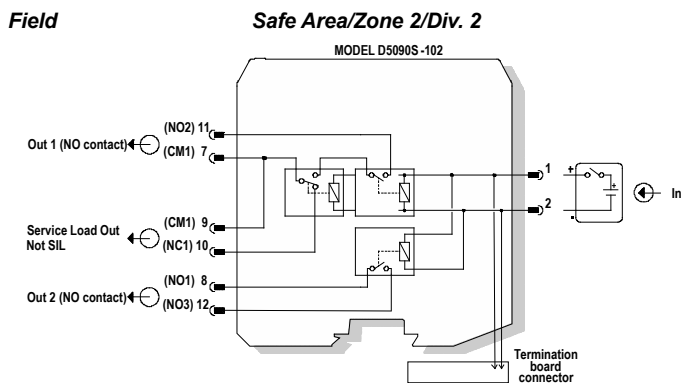 Field
Safe Area/Zone 2/Div. 2
MODEL D5090S-102
Out 1 (NO contact)
(NO2) 11
(CM1) 7
1
+
+
In
2
-
Service Load Out
Not SIL
(CM1) 9
(NC1) 10
Out 2 (NO contact)
(NO1) 8
(NO3) 12
Termination
board
connector